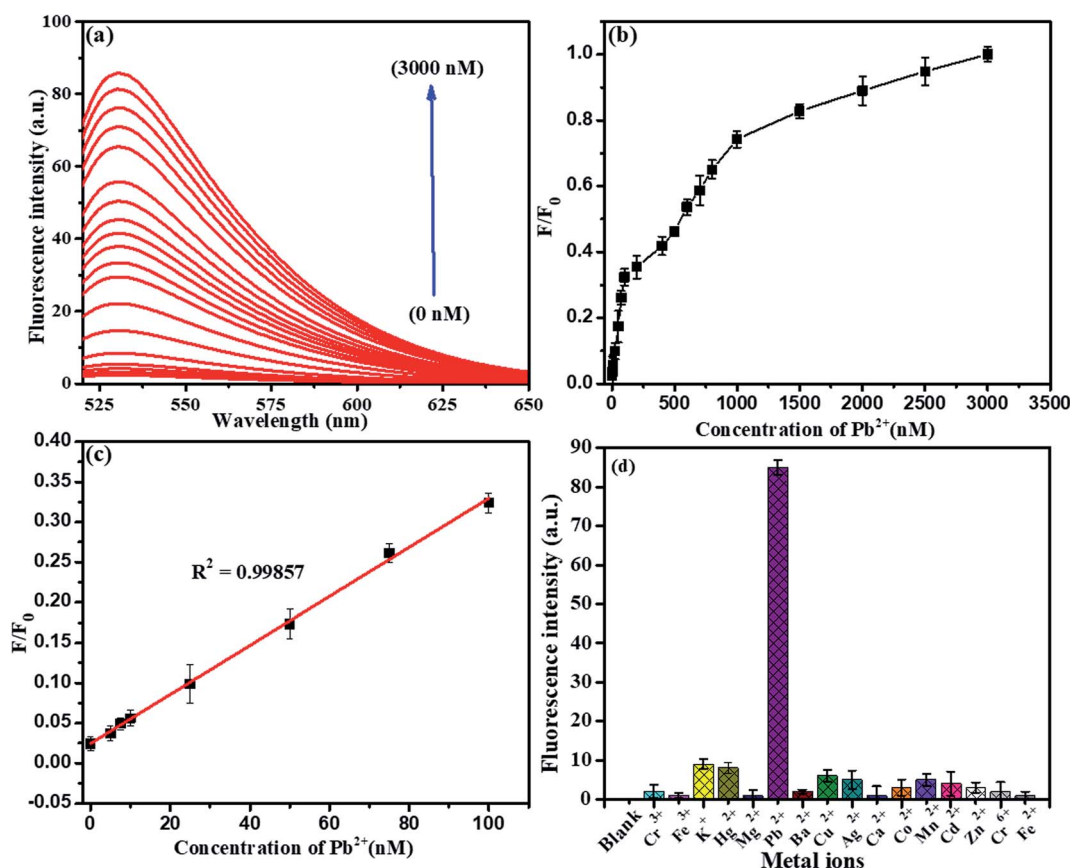 (a)
Fluorescence intensity (a.u.)
100
80
60
40
20
0
(3000 nM)
(0 nM)
525 550 575 600 625 650
Wavelength (nm)
(b)
F/F0
1.0
0.8
0.6
0.4
0.2
0.0
0 500 1000 1500 2000 2500 3000 3500
Concentration of Pb²⁺(nM)
(c)
F/F0
0.40
0.35
0.30
0.25
0.20
0.15
0.10
0.05
0.00
-0.05
R² = 0.99857
0 20 40 60 80 100
Concentration of Pb²⁺(nM)
(d)
Fluorescence intensity (a.u.)
90
80
70
60
50
40
30
20
10
0
Blank Cr³⁺ Fe³⁺ K⁺ Hg²⁺ Mg²⁺ Pb²⁺ Ba²⁺ Cu²⁺ Ag²⁺ Ca²⁺ Co²⁺ Mn²⁺ Cd²⁺ Zn²⁺ Cr⁶⁺ Fe²⁺
Metal ions